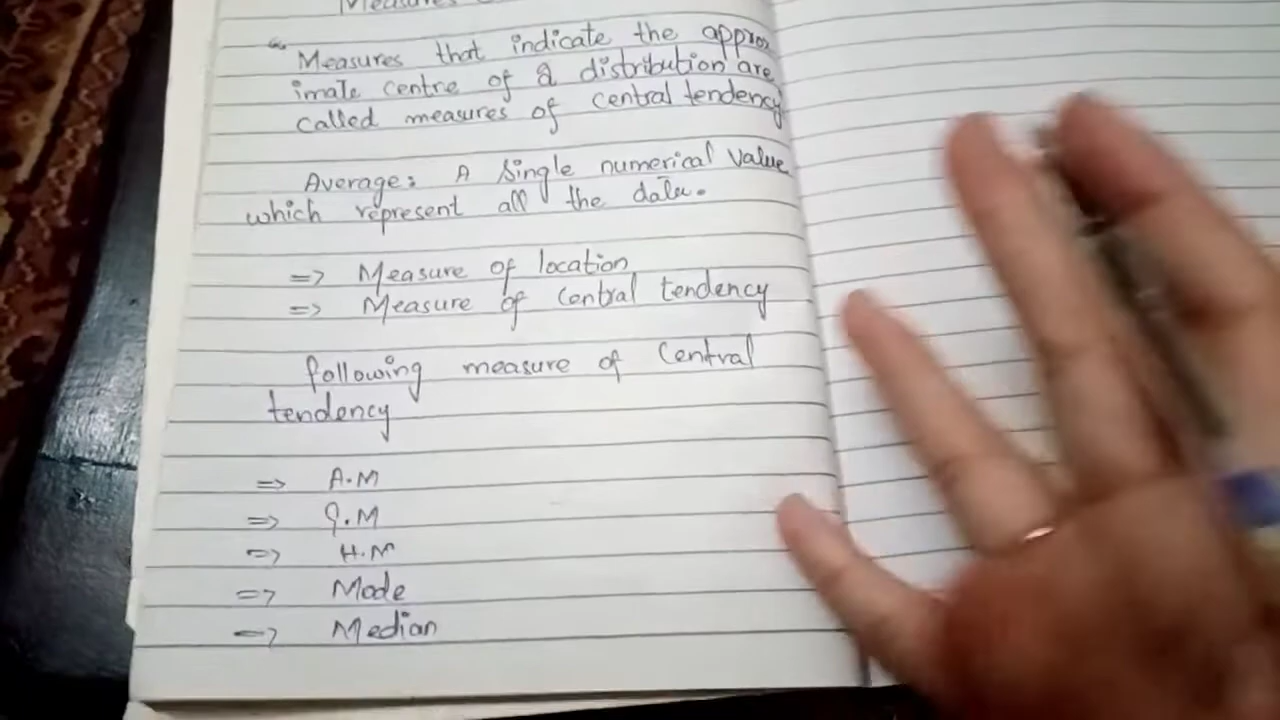 Measures
" Measures that indicate the approx
imate centre of a distribution are
called measures of central tendency
Average: A single numerical value
which represent all the data.
=> Measure of location
=> Measure of central tendency
following measure of central
tendency
=> A.M
=> G.M
=> H.M
=> Mode
=> Median